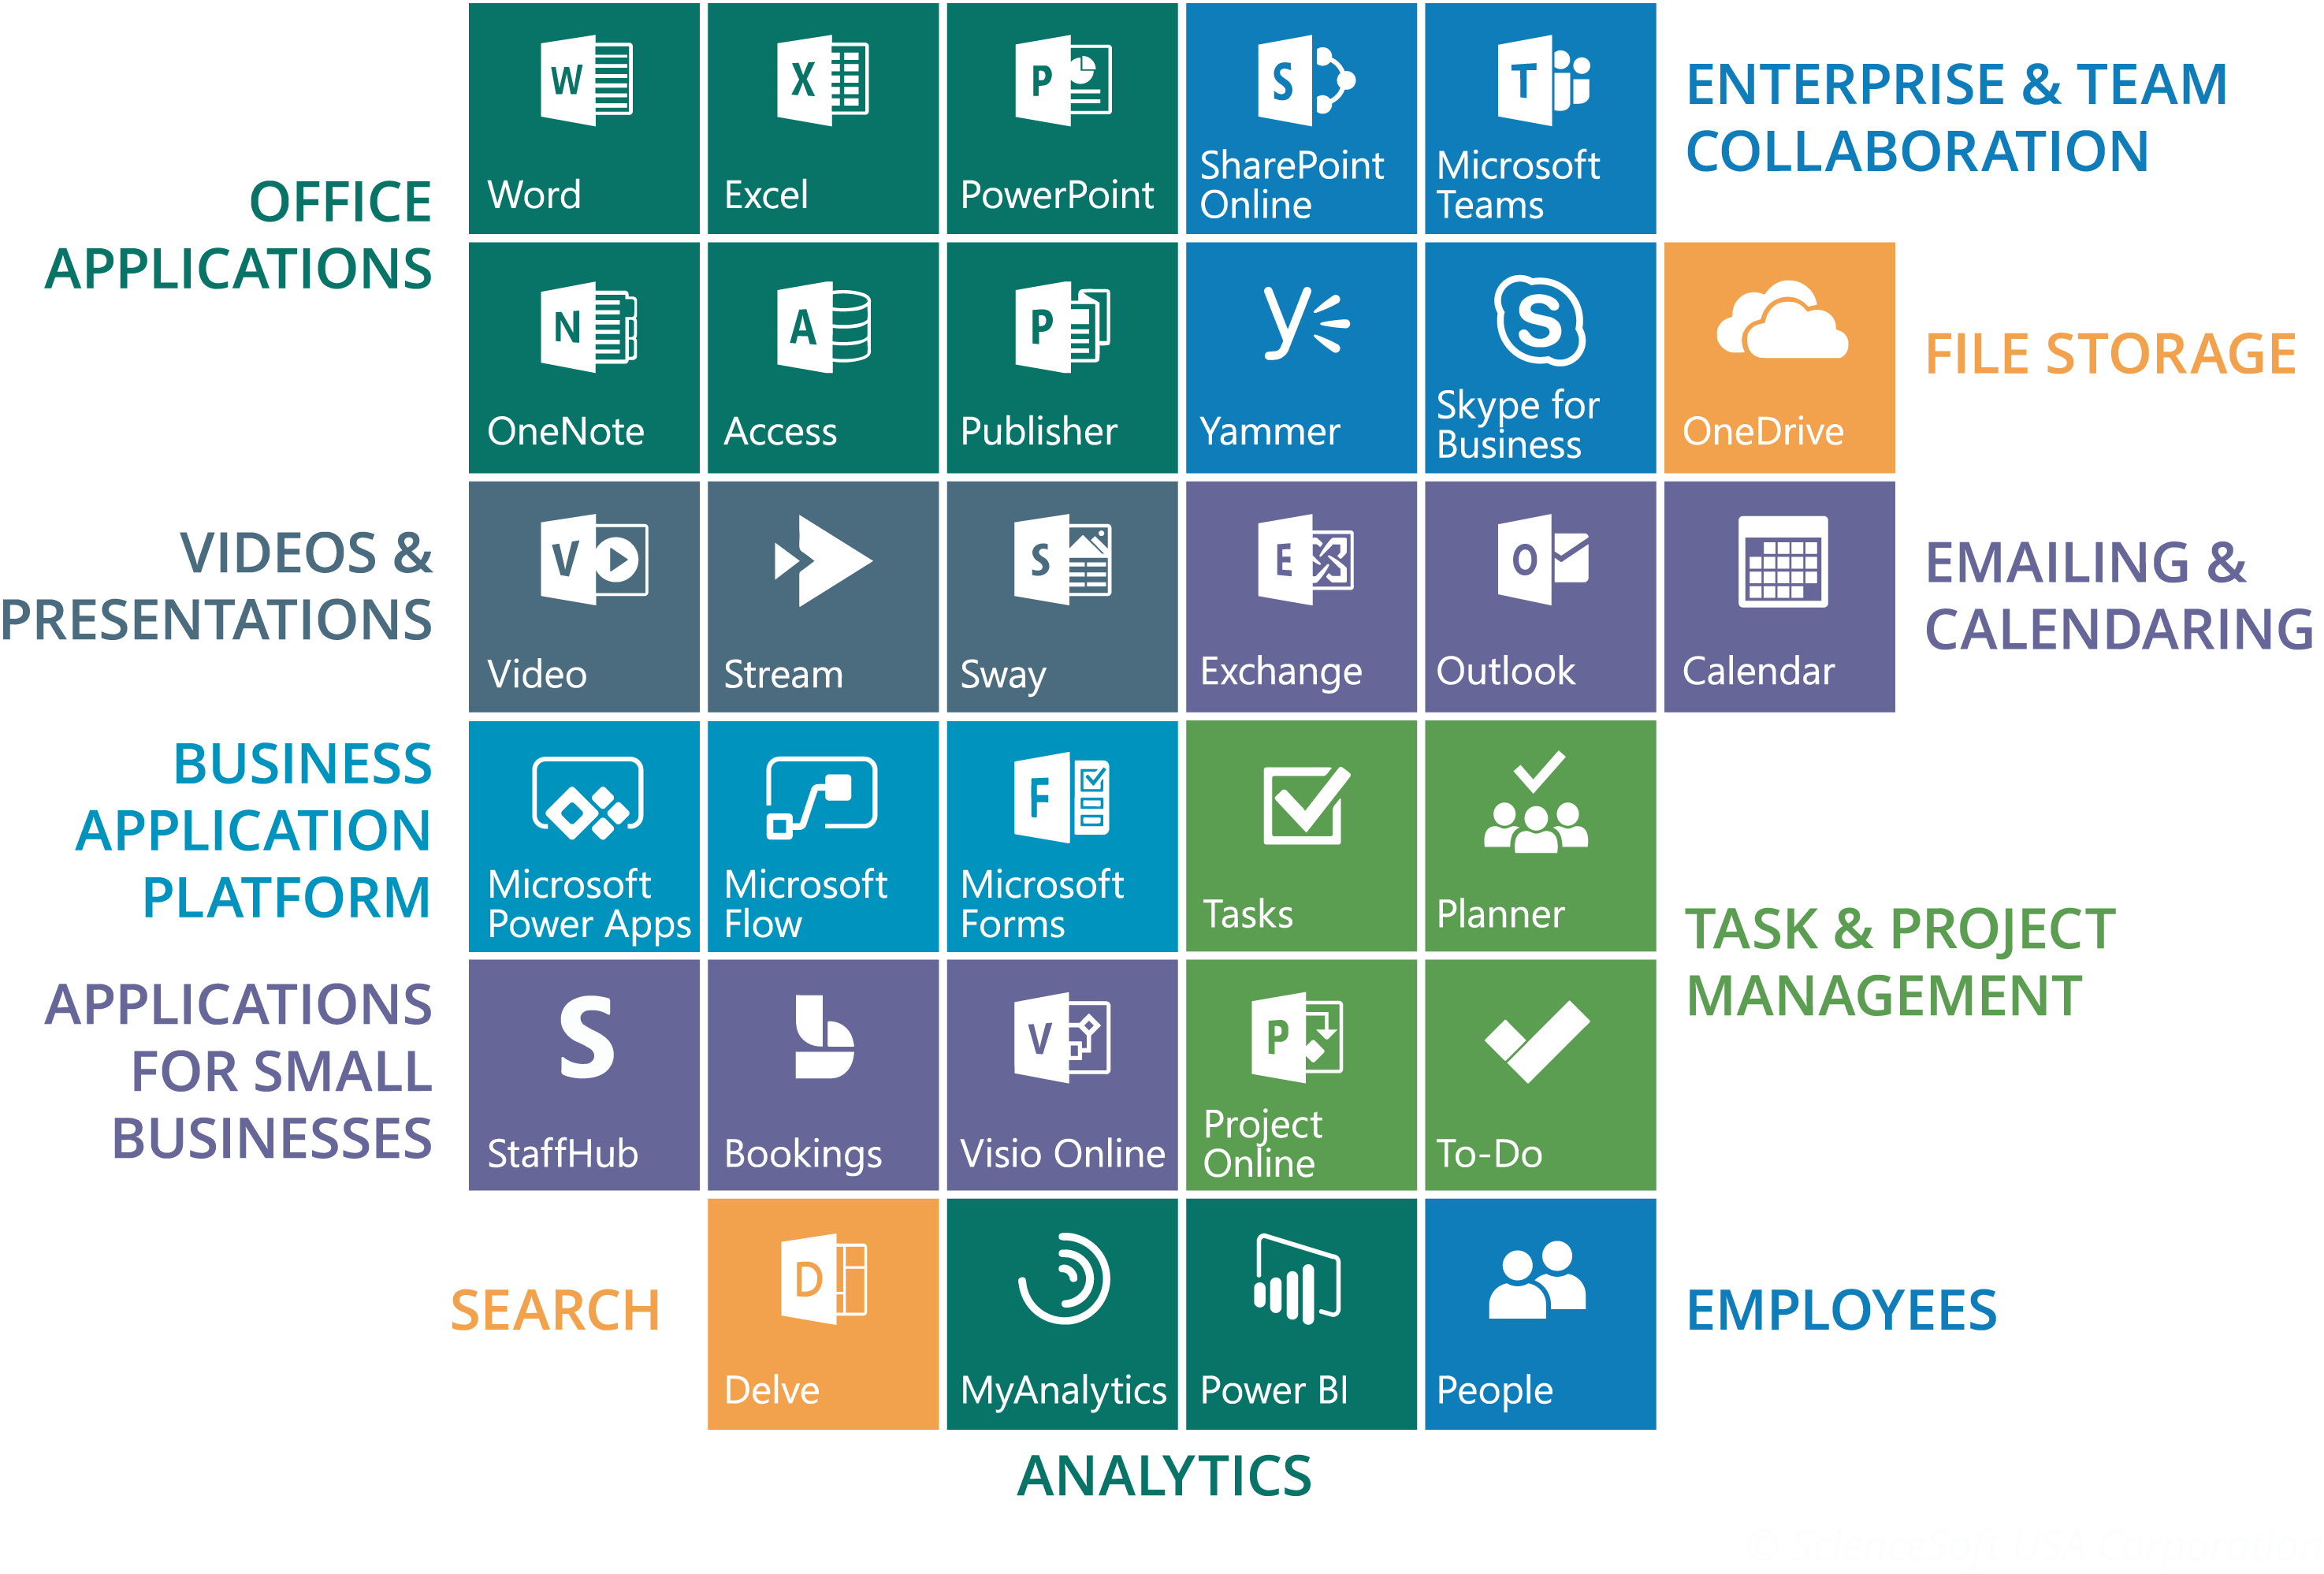 OFFICE
APPLICATIONS
W
Word
X
Excel
P
PowerPoint
N
OneNote
A
Access
P
Publisher
S
SharePoint
Online
T
Microsoft
Teams
Yammer
S
Skype for
Business
ENTERPRISE & TEAM
COLLABORATION
OneDrive
FILE STORAGE
VIDEOS &
PRESENTATIONS
V
Video
Stream
S
Sway
E
Exchange
O
Outlook
Calendar
EMAILING &
CALENDARING
BUSINESS
APPLICATION
PLATFORM
Microsoft
Power Apps
Microsoft
Flow
F
Microsoft
Forms
Tasks
Planner
TASK & PROJECT
MANAGEMENT
APPLICATIONS
FOR SMALL
BUSINESSES
S
StaffHub
b
Bookings
V
Visio Online
P
Project
Online
To-Do
SEARCH
D
Delve
MyAnalytics
Power BI
People
EMPLOYEES
ANALYTICS
© ScienceSoft USA Corporation